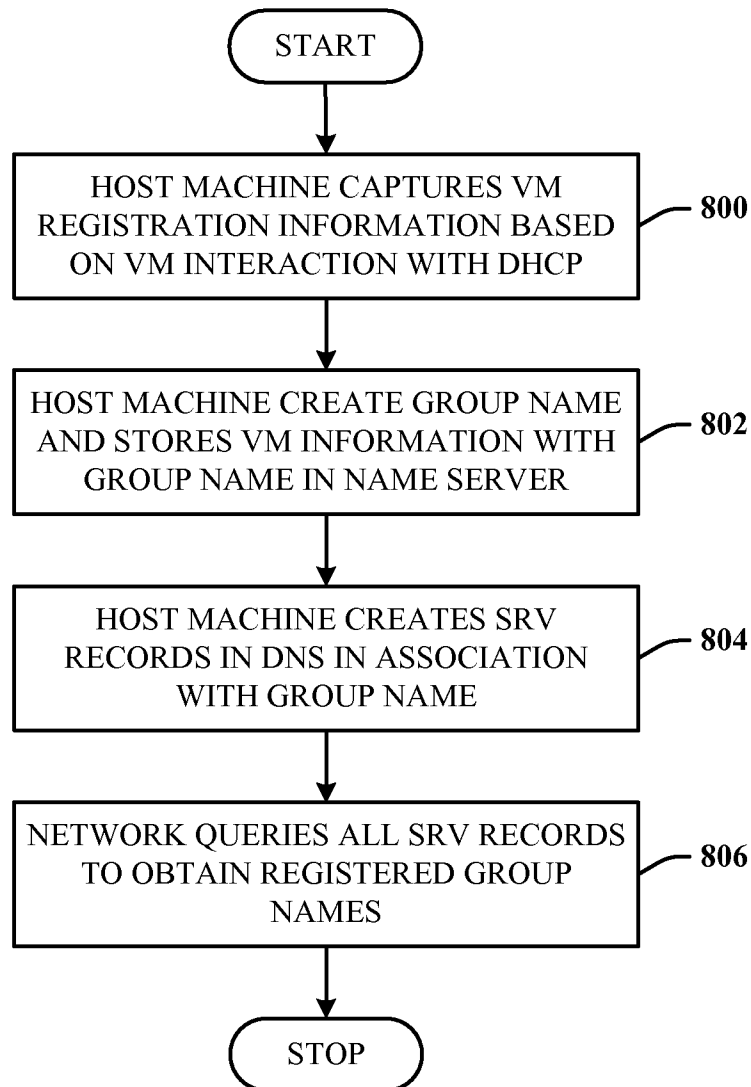 START
HOST MACHINE CAPTURES VM
REGISTRATION INFORMATION BASED
ON VM INTERACTION WITH DHCP
800
HOST MACHINE CREATE GROUP NAME
AND STORES VM INFORMATION WITH
GROUP NAME IN NAME SERVER
802
HOST MACHINE CREATES SRV
RECORDS IN DNS IN ASSOCIATION
WITH GROUP NAME
804
NETWORK QUERIES ALL SRV RECORDS
TO OBTAIN REGISTERED GROUP
NAMES
806
STOP